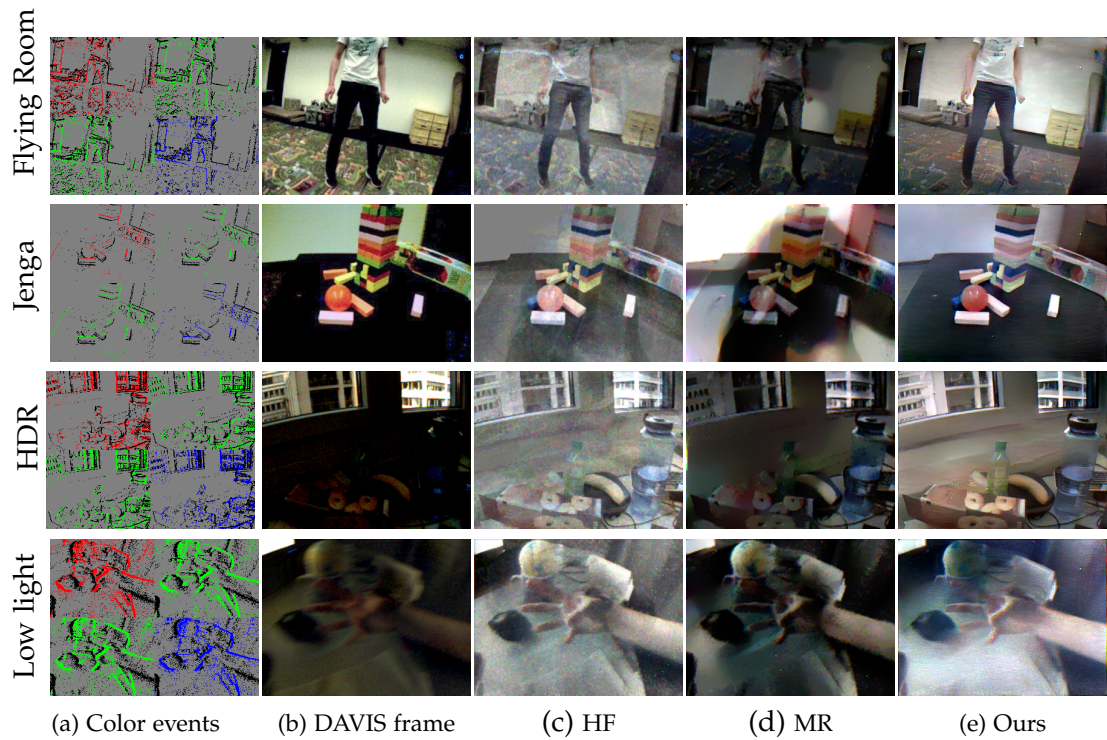 Flying Room
Jenga
HDR
Low light
(a) Color events
(b) DAVIS frame
(c) HF
(d) MR
(e) Ours